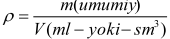 ρ = m(umumiy) / V(ml − yoki − sm³)